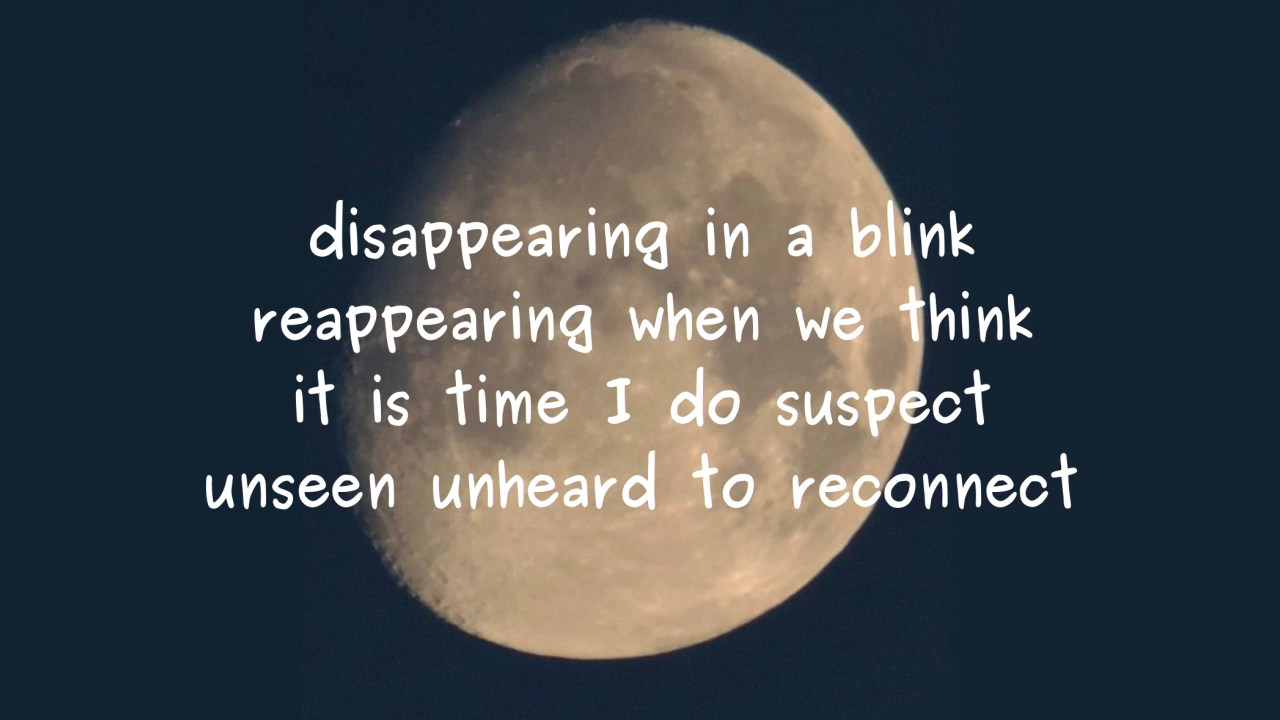 disappearing in a blink
reappearing when we think
it is time I do suspect
unseen unheard to reconnect